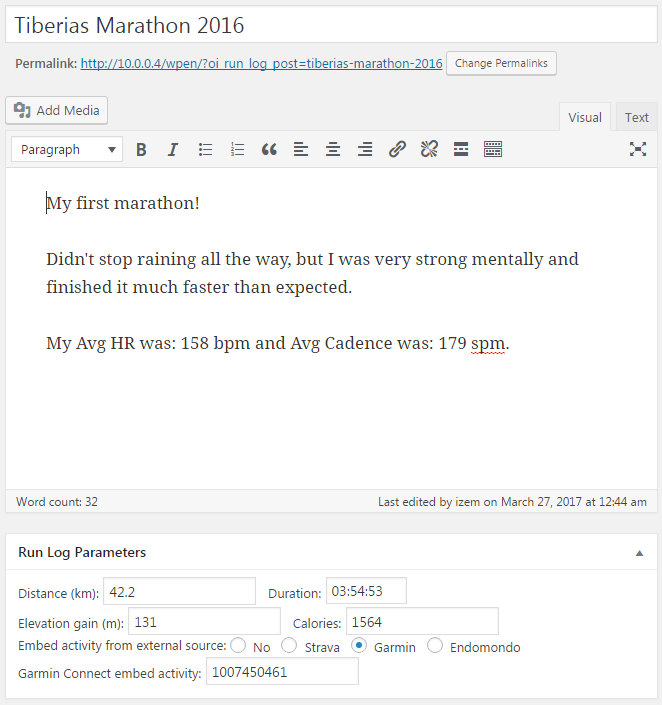 Tiberias Marathon 2016
Permalink: http://10.0.0.4/wpen/?oi_run_log_post=tiberias-marathon-2016 Change Permalinks
Add Media
Visual Text
Paragraph B I
My first marathon!
Didn't stop raining all the way, but I was very strong mentally and
finished it much faster than expected.
My Avg HR was: 158 bpm and Avg Cadence was: 179 spm.
Word count: 32 Last edited by izem on March 27, 2017 at 12:44 am
Run Log Parameters
Distance (km): 42.2 Duration: 03:54:53
Elevation gain (m): 131 Calories: 1564
Embed activity from external source: No Strava Garmin Endomondo
Garmin Connect embed activity: 1007450461